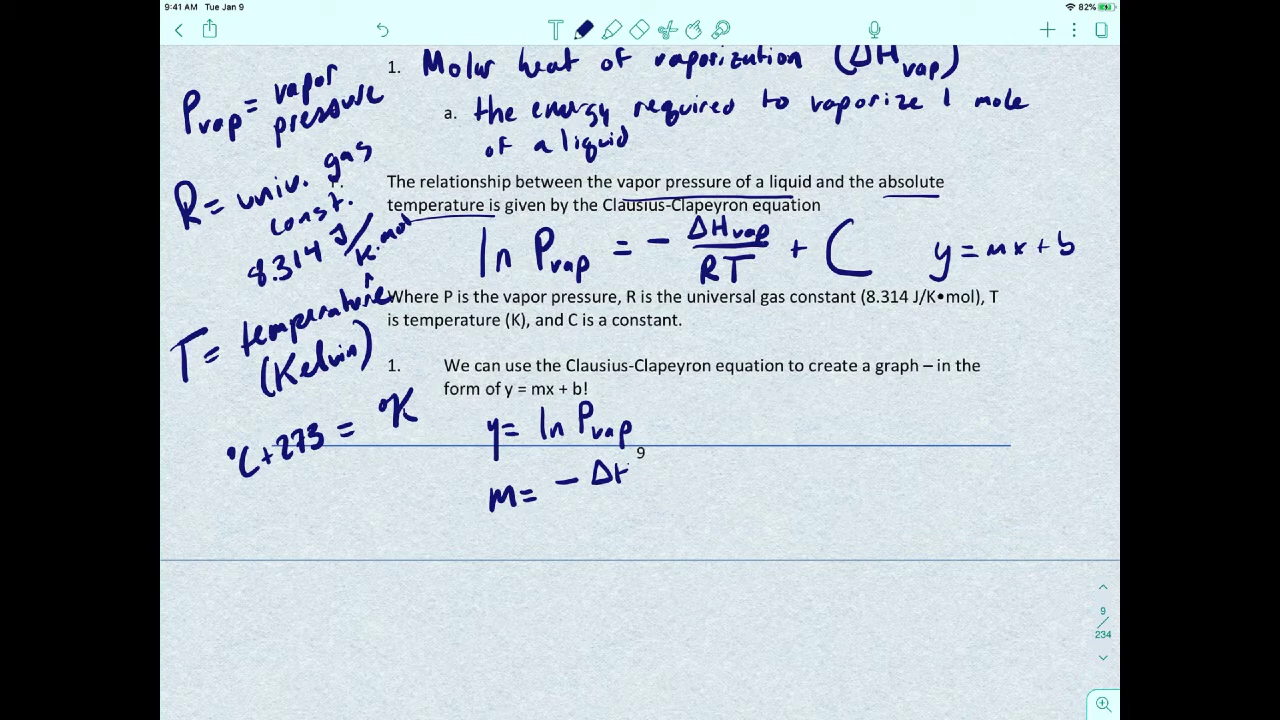 9:41 AM Tue Jan 9
82%
1. Molar heat of vaporization (ΔHvap)
a. the energy required to vaporize 1 mole
of a liquid
Pvap = vapor
pressure
R = univ. gas
const.
8.314 J/K·mol
T = temperature
(Kelvin)
°C + 273 = °K
The relationship between the vapor pressure of a liquid and the absolute
temperature is given by the Clausius-Clapeyron equation
ln Pvap = - ΔHvap/RT + C y = mx + b
Where P is the vapor pressure, R is the universal gas constant (8.314 J/K•mol), T
is temperature (K), and C is a constant.
1. We can use the Clausius-Clapeyron equation to create a graph – in the
form of y = mx + b!
y = ln Pvap
9
m = - Δ
9
/
234